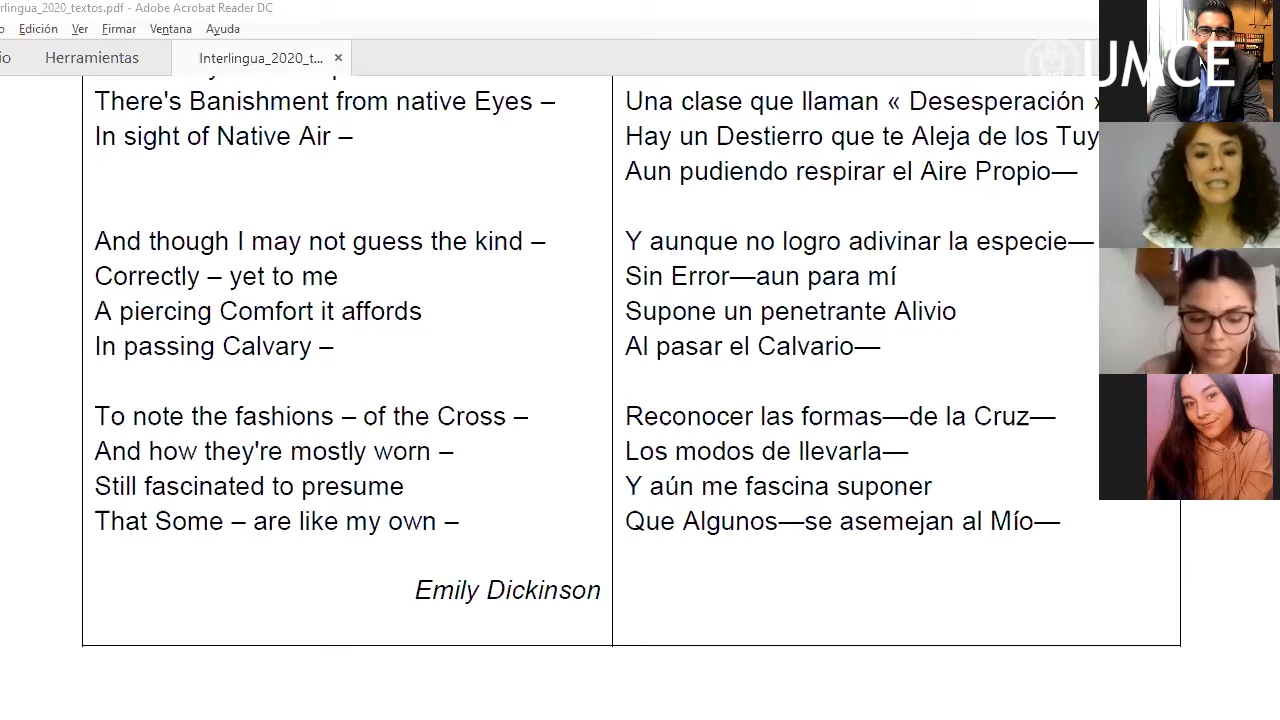 rlingua_2020_textos.pdf - Adobe Acrobat Reader DC
Edición Ver Firmar Ventana Ayuda
Herramientas
Interlingua_2020_t... ×
UMCE
There's Banishment from native Eyes –
In sight of Native Air –
And though I may not guess the kind –
Correctly – yet to me
A piercing Comfort it affords
In passing Calvary –
To note the fashions – of the Cross –
And how they're mostly worn –
Still fascinated to presume
That Some – are like my own –
Emily Dickinson
Una clase que llaman « Desesperación »
Hay un Destierro que te Aleja de los Tuy
Aun pudiendo respirar el Aire Propio—
Y aunque no logro adivinar la especie—
Sin Error—aun para mí
Supone un penetrante Alivio
Al pasar el Calvario—
Reconocer las formas—de la Cruz—
Los modos de llevarla—
Y aún me fascina suponer
Que Algunos—se asemejan al Mío—